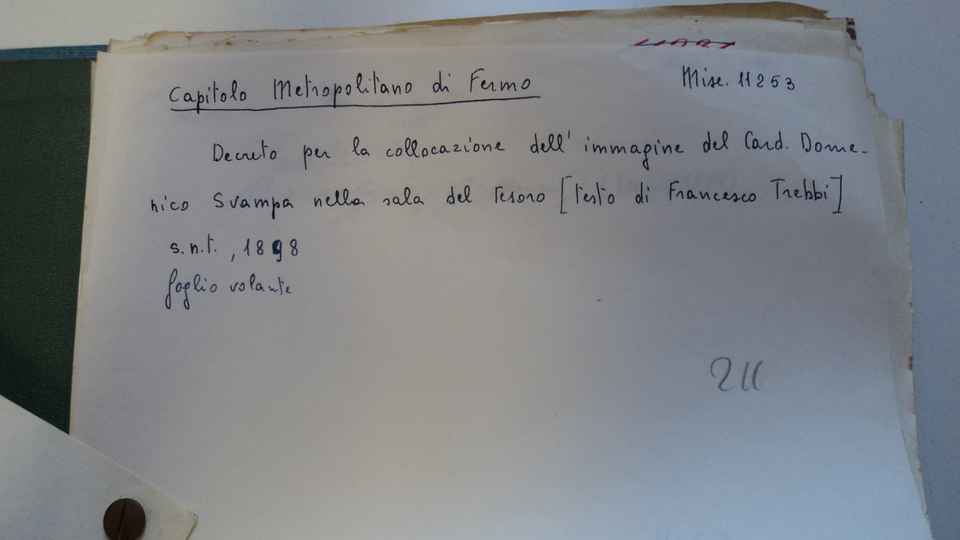 Capitolo Metropolitano di Fermo
Misc. 11253
Decreto per la collocazione dell'immagine del Card. Dome-
nico Svampa nella sala del Tesoro [Testo di Francesco Trebbi]
s.n.t., 1898
foglio volante
211